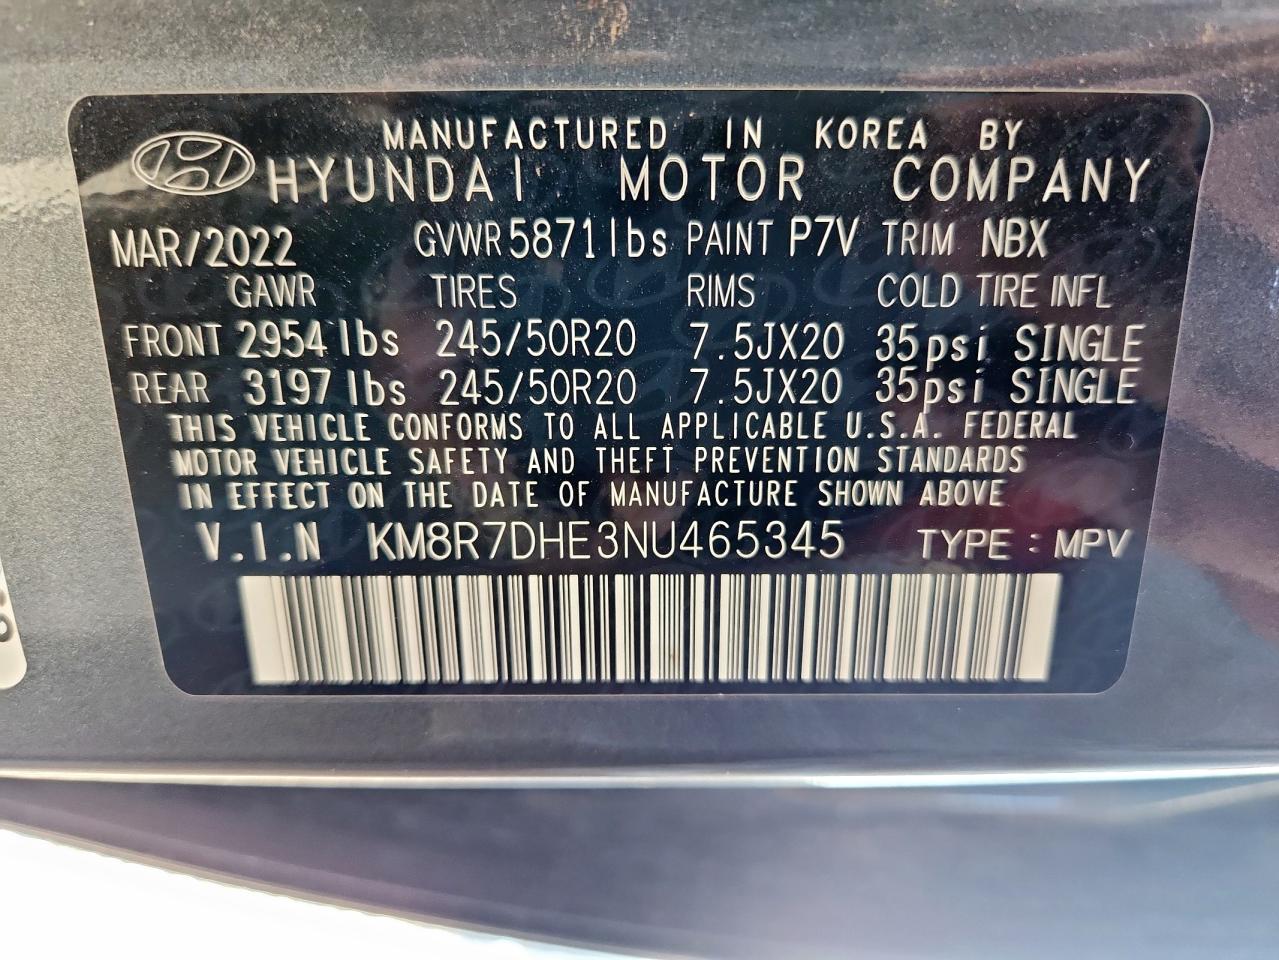 MANUFACTURED IN KOREA BY
HYUNDAI MOTOR COMPANY
MAR/2022 GVWR 5871 lbs PAINT P7V TRIM NBX
GAWR TIRES RIMS COLD TIRE INFL
FRONT 2954 lbs 245/50R20 7.5JX20 35psi SINGLE
REAR 3197 lbs 245/50R20 7.5JX20 35psi SINGLE
THIS VEHICLE CONFORMS TO ALL APPLICABLE U.S.A. FEDERAL
MOTOR VEHICLE SAFETY AND THEFT PREVENTION STANDARDS
IN EFFECT ON THE DATE OF MANUFACTURE SHOWN ABOVE
V.I.N KM8R7DHE3NU465345 TYPE : MPV